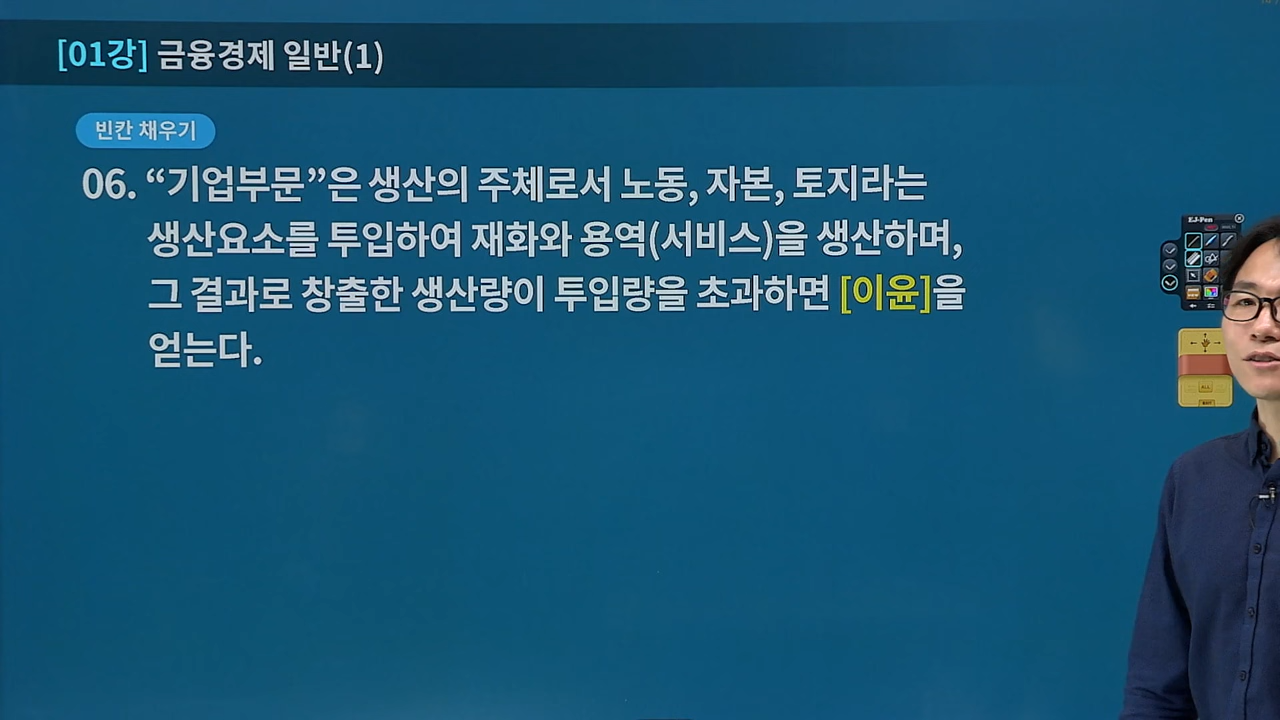 [01강] 금융경제 일반(1)
빈칸 채우기
06. “기업부문”은 생산의 주체로서 노동, 자본, 토지라는
생산요소를 투입하여 재화와 용역(서비스)을 생산하며,
그 결과로 창출한 생산량이 투입량을 초과하면 [이윤]을
얻는다.
EJ-Pen
ALL
EXIT